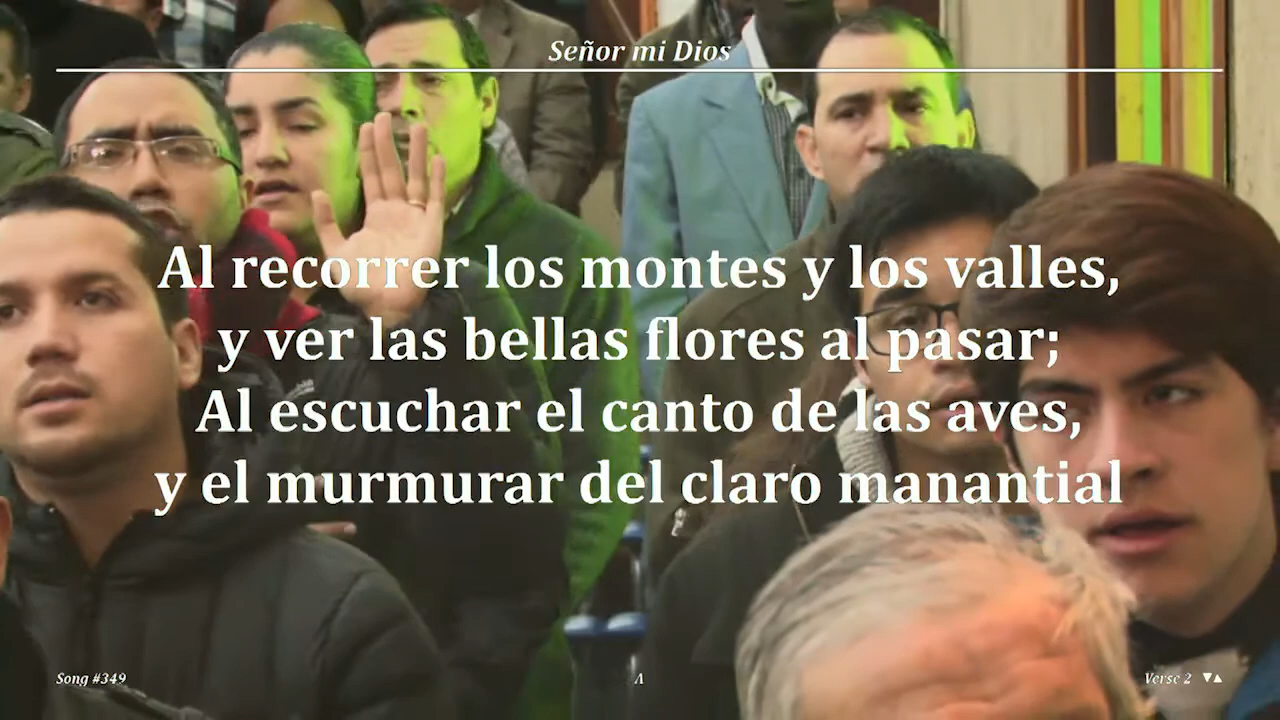 Señor mi Dios
Al recorrer los montes y los valles,
y ver las bellas flores al pasar;
Al escuchar el canto de las aves,
y el murmurar del claro manantial
Song #349
Verse 2 ▼▲